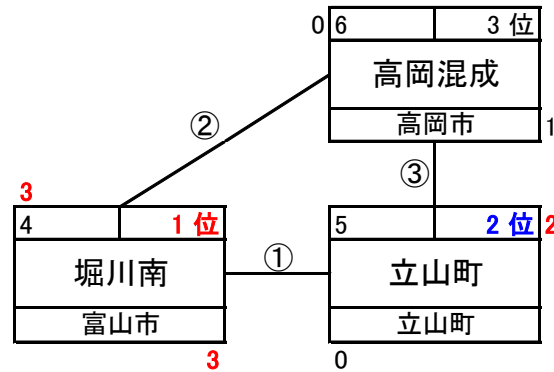 0 6 3 位
高岡混成
高岡市 1
②
③
3
4 1 位 5 2 位 2
堀川南 ① 立山町
富山市 立山町
3 0